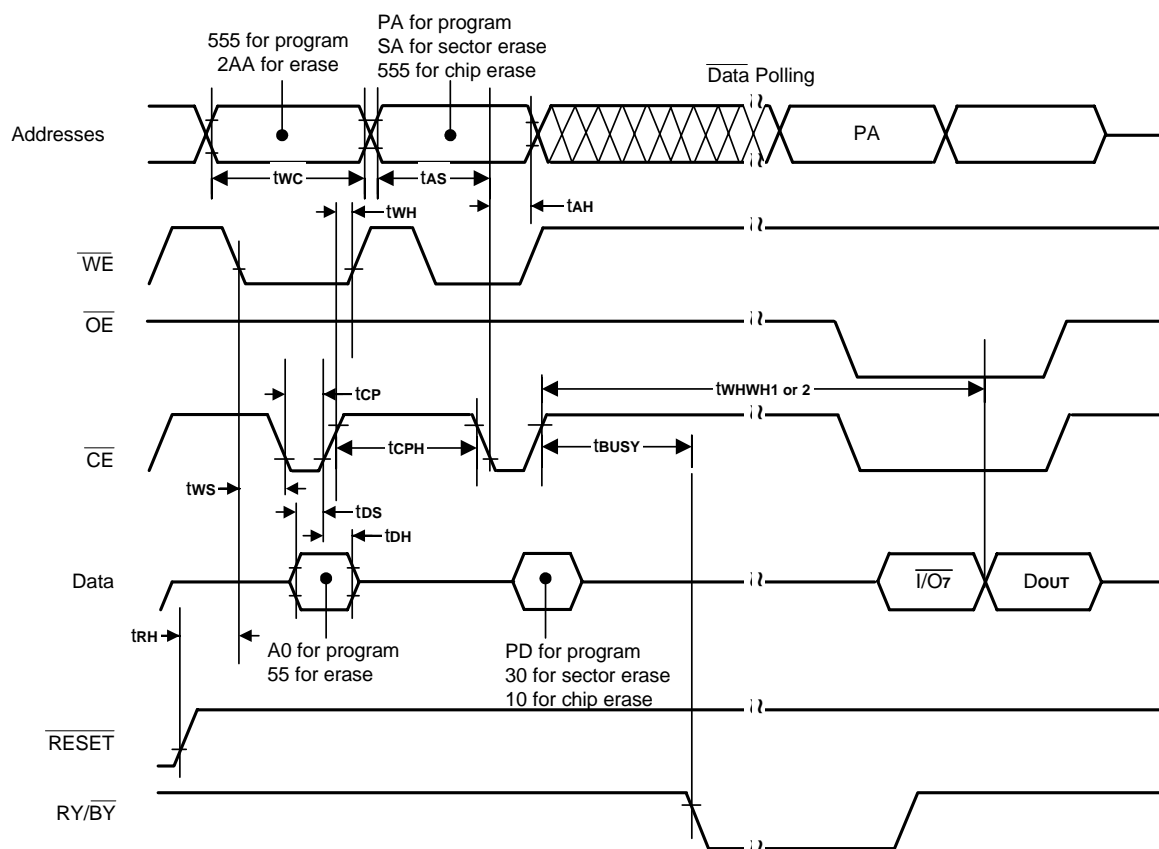 555 for program
2AA for erase
PA for program
SA for sector erase
555 for chip erase
Data Polling
Addresses
PA
tWC
tAS
tWH
tAH
WE
OE
tWHWH1 or 2
tCP
CE
tCPH
tBUSY
tWS
tDS
tDH
Data
I/O7
DOUT
tRH
A0 for program
55 for erase
PD for program
30 for sector erase
10 for chip erase
RESET
RY/BY